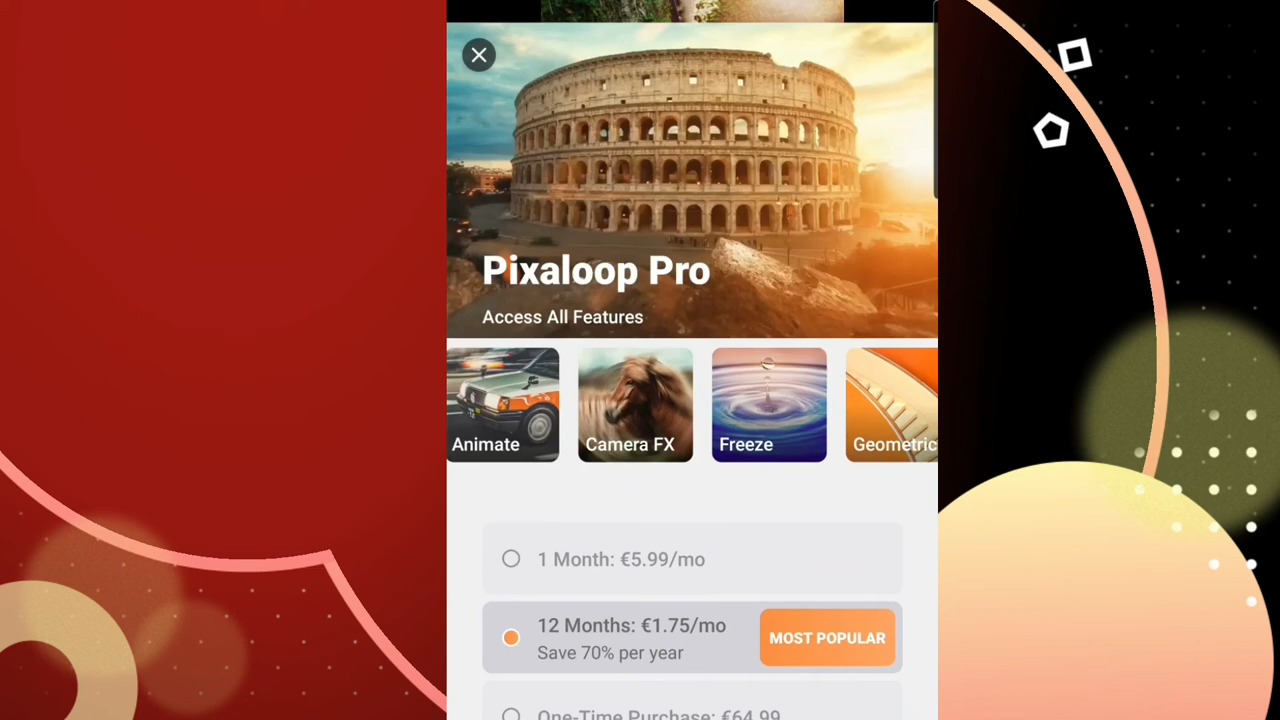 Pixaloop Pro
Access All Features
Animate
Camera FX
Freeze
Geometric
1 Month: €5.99/mo
12 Months: €1.75/mo
Save 70% per year
MOST POPULAR
One-Time Purchase: €64.99